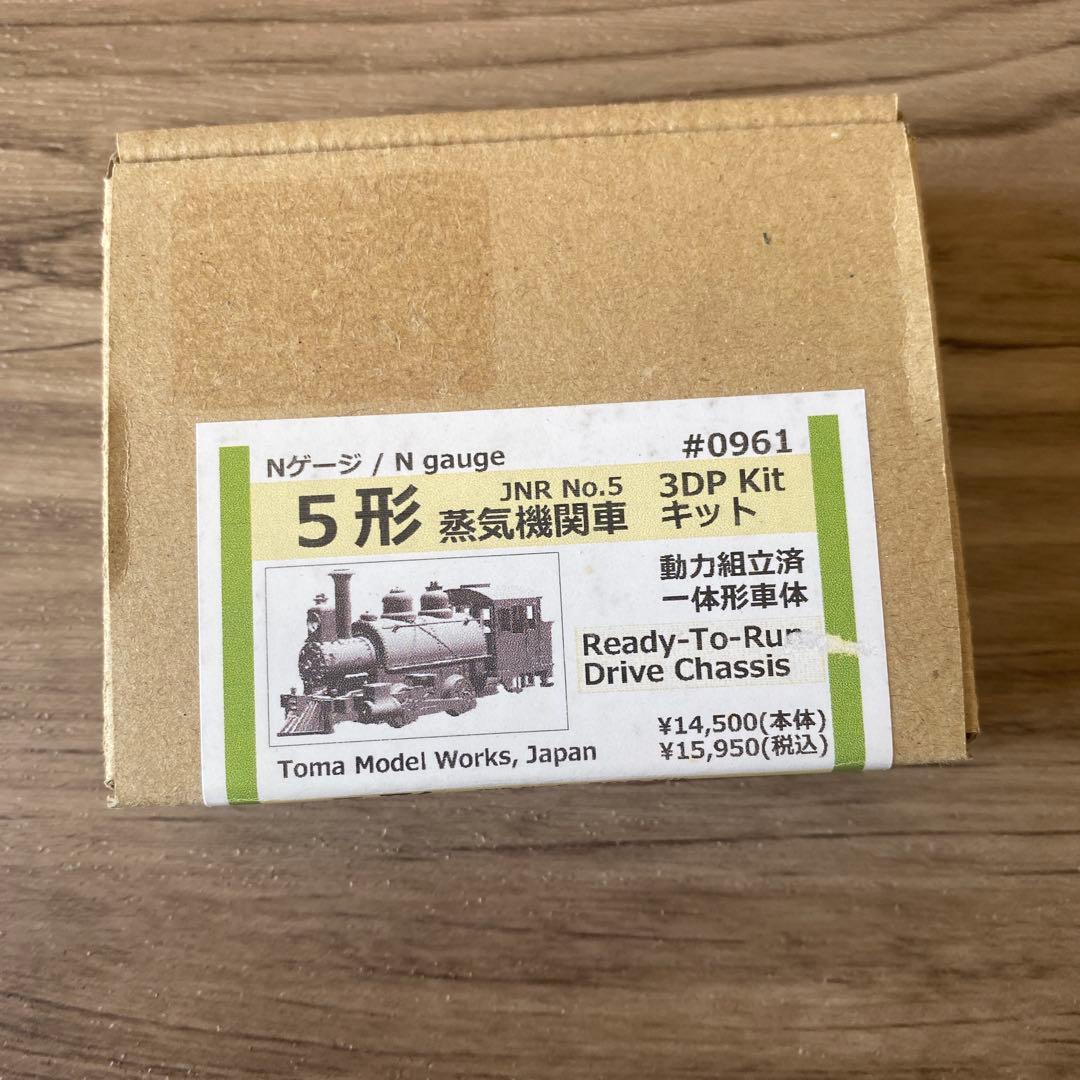 Nゲージ / N gauge
#0961
5形 JNR No.5 蒸気機関車
3DP Kit
キット
動力組立済
一体形車体
Ready-To-Run
Drive Chassis
¥14,500(本体)
¥15,950(税込)
Toma Model Works, Japan